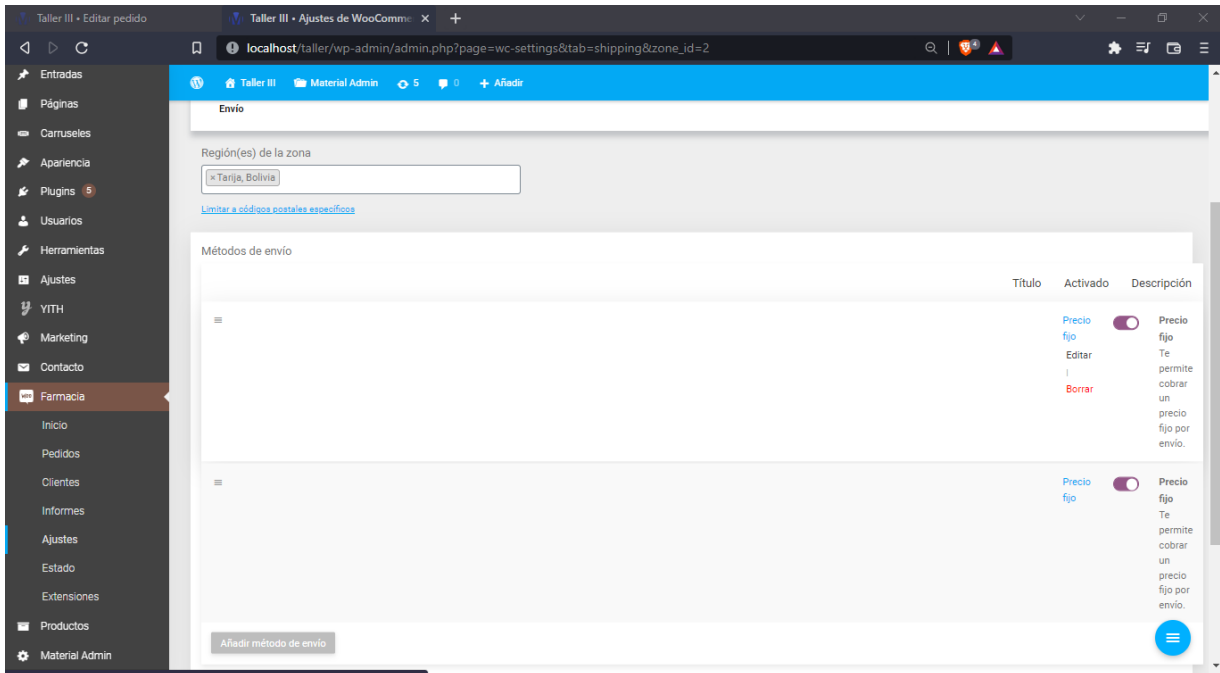 Taller III • Editar pedido
Taller III • Ajustes de WooComme
localhost/taller/wp-admin/admin.php?page=wc-settings&tab=shipping&zone_id=2
Entradas
Páginas
Carruseles
Apariencia
Plugins 5
Usuarios
Herramientas
Ajustes
YITH
Marketing
Contacto
Farmacia
Inicio
Pedidos
Clientes
Informes
Ajustes
Estado
Extensiones
Productos
Material Admin
Taller III Material Admin 5 0 + Añadir
Envío
Región(es) de la zona
× Tarija, Bolivia
Limitar a códigos postales específicos
Métodos de envío
Título Activado Descripción
Precio
fijo
Editar
|
Borrar
Precio
fijo
Te
permite
cobrar
un
precio
fijo por
envío.
Precio
fijo
Precio
fijo
Te
permite
cobrar
un
precio
fijo por
envío.
Añadir método de envío